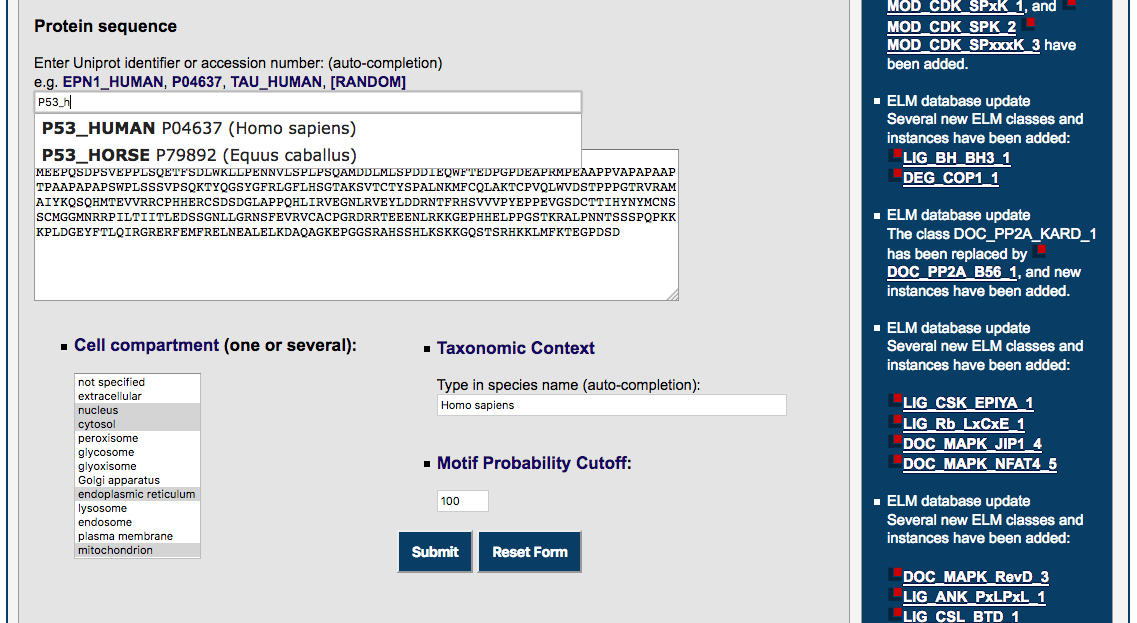 Protein sequence
Enter Uniprot identifier or accession number: (auto-completion)
e.g. EPN1_HUMAN, P04637, TAU_HUMAN, [RANDOM]
P53_h
P53_HUMAN P04637 (Homo sapiens)
P53_HORSE P79892 (Equus caballus)
MEEPQSDPSVEPPLSQETFSDLWKLLPENNVLSPLPSQAMDDLMLSPDDIEQWFTEDPGPDEAPRMPEAAPPVAPAPAAP
TPAAPAPAPSWPLSSSVPSQKTYQGSYGFRLGFLHSGTAKSVTCTYSPALNKMFCQLAKTCPVQLWVDSTPPPGTRVRAM
AIYKQSQHMTEVVRRCPHHERCSDSDGLAPPQHLIRVEGNLRVEYLDDRNTFRHSVVVPYEPPEVGSDCTTIHYNYMCNS
SCMGGMNRRPILTIITLEDSSGNLLGRNSFEVRVCACPGRDRRTEEENLRKKGEPHHELPPGSTKRALPNNTSSSPQPKK
KPLDGEYFTLQIRGRERFEMFRELNEALELKDAQAGKEPGGSRAHSSHLKSKKGQSTSRHKKLMFKTEGPDSD
Cell compartment (one or several):
not specified
extracellular
nucleus
cytosol
peroxisome
glycosome
glyoxisome
Golgi apparatus
endoplasmic reticulum
lysosome
endosome
plasma membrane
mitochondrion
Taxonomic Context
Type in species name (auto-completion):
Homo sapiens
Motif Probability Cutoff:
100
Submit
Reset Form
MOD_CDK_SPxK_1, and
MOD_CDK_SPK_2
MOD_CDK_SPxxxK_3 have
been added.
ELM database update
Several new ELM classes and
instances have been added:
LIG_BH_BH3_1
DEG_COP1_1
ELM database update
The class DOC_PP2A_KARD_1
has been replaced by
DOC_PP2A_B56_1, and new
instances have been added.
ELM database update
Several new ELM classes and
instances have been added:
LIG_CSK_EPIYA_1
LIG_Rb_LxCxE_1
DOC_MAPK_JIP1_4
DOC_MAPK_NFAT4_5
ELM database update
Several new ELM classes and
instances have been added:
DOC_MAPK_RevD_3
LIG_ANK_PxLPxL_1
LIG_CSL_BTD_1